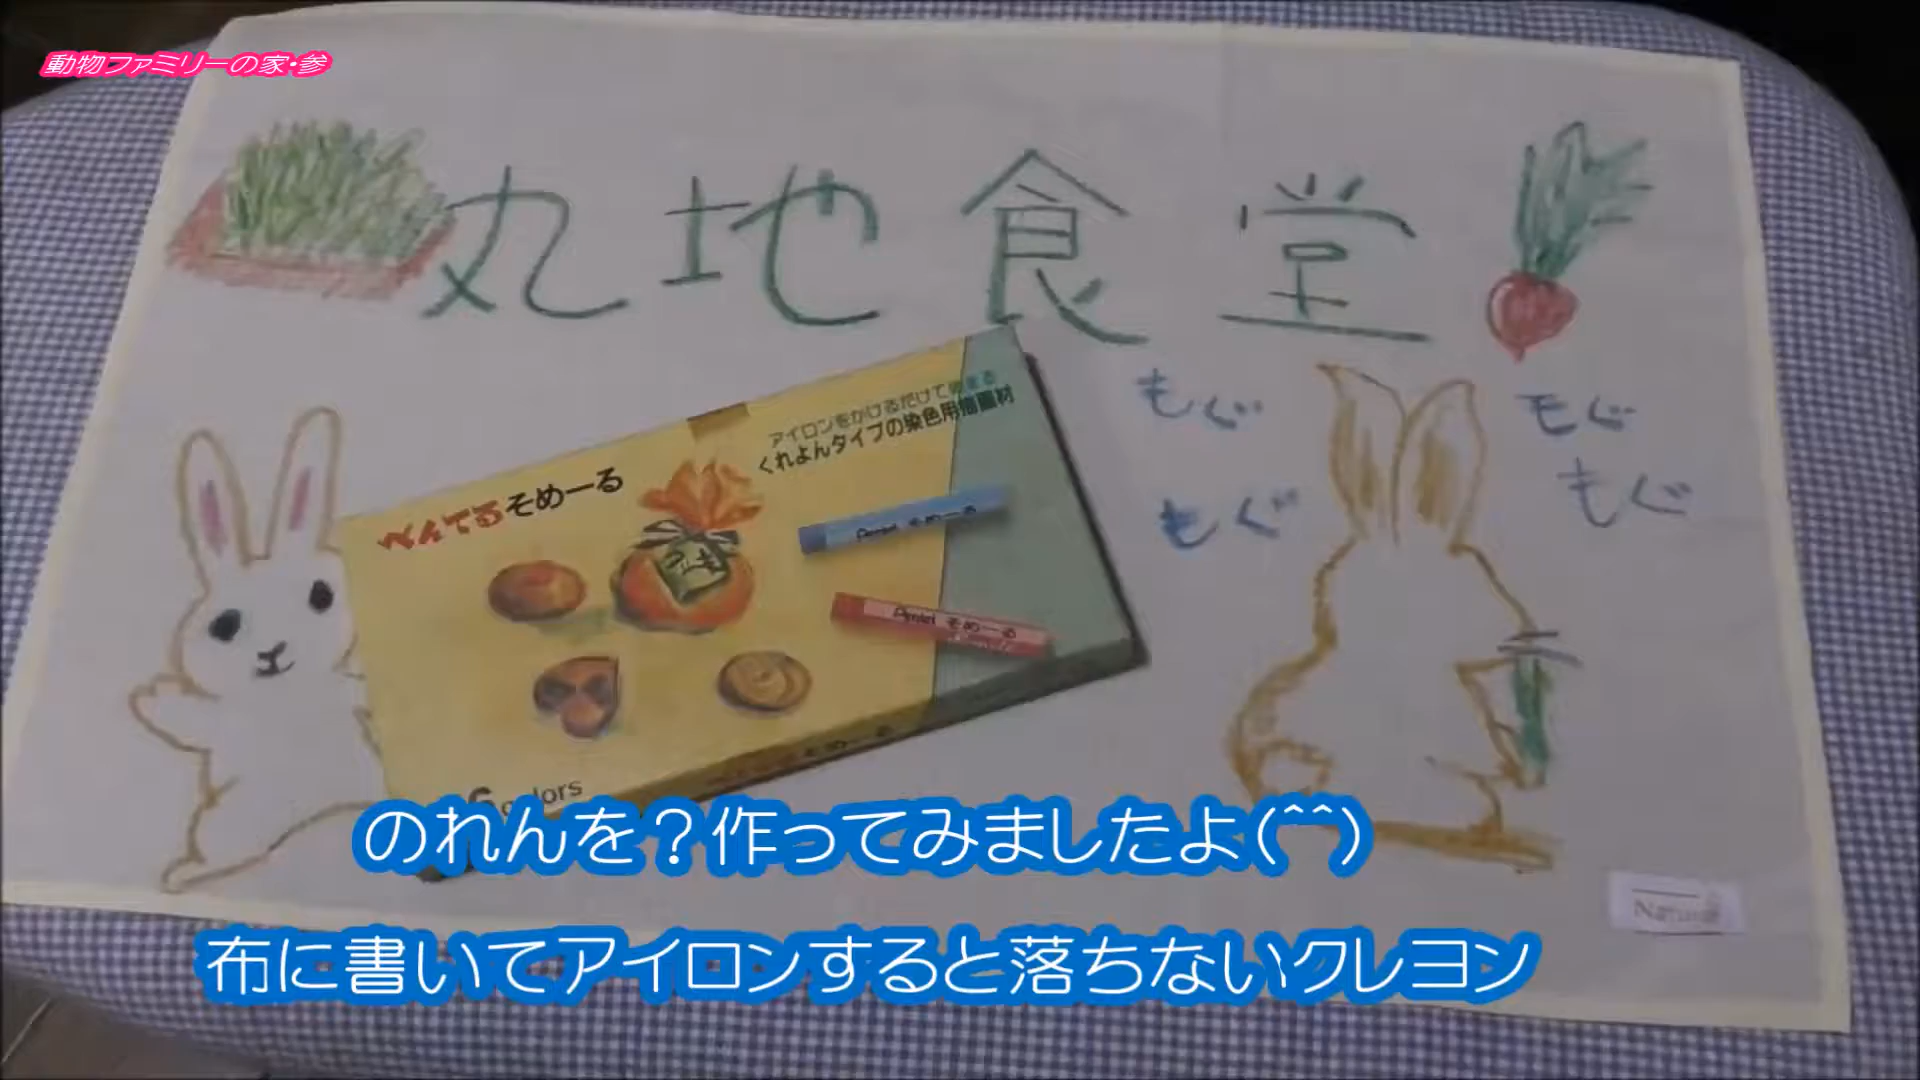 動物ファミリーの家・参
丸地食堂
アイロンをかけるだけで染まる
くれよんタイプの染色用描画材
ぺんてるそめーる
Pentel そめーる
Pentel そめーる
もぐ
もぐ
モぐ
もぐ
colors
のれんを？作ってみましたよ(^^)
布に書いてアイロンすると落ちないクレヨン